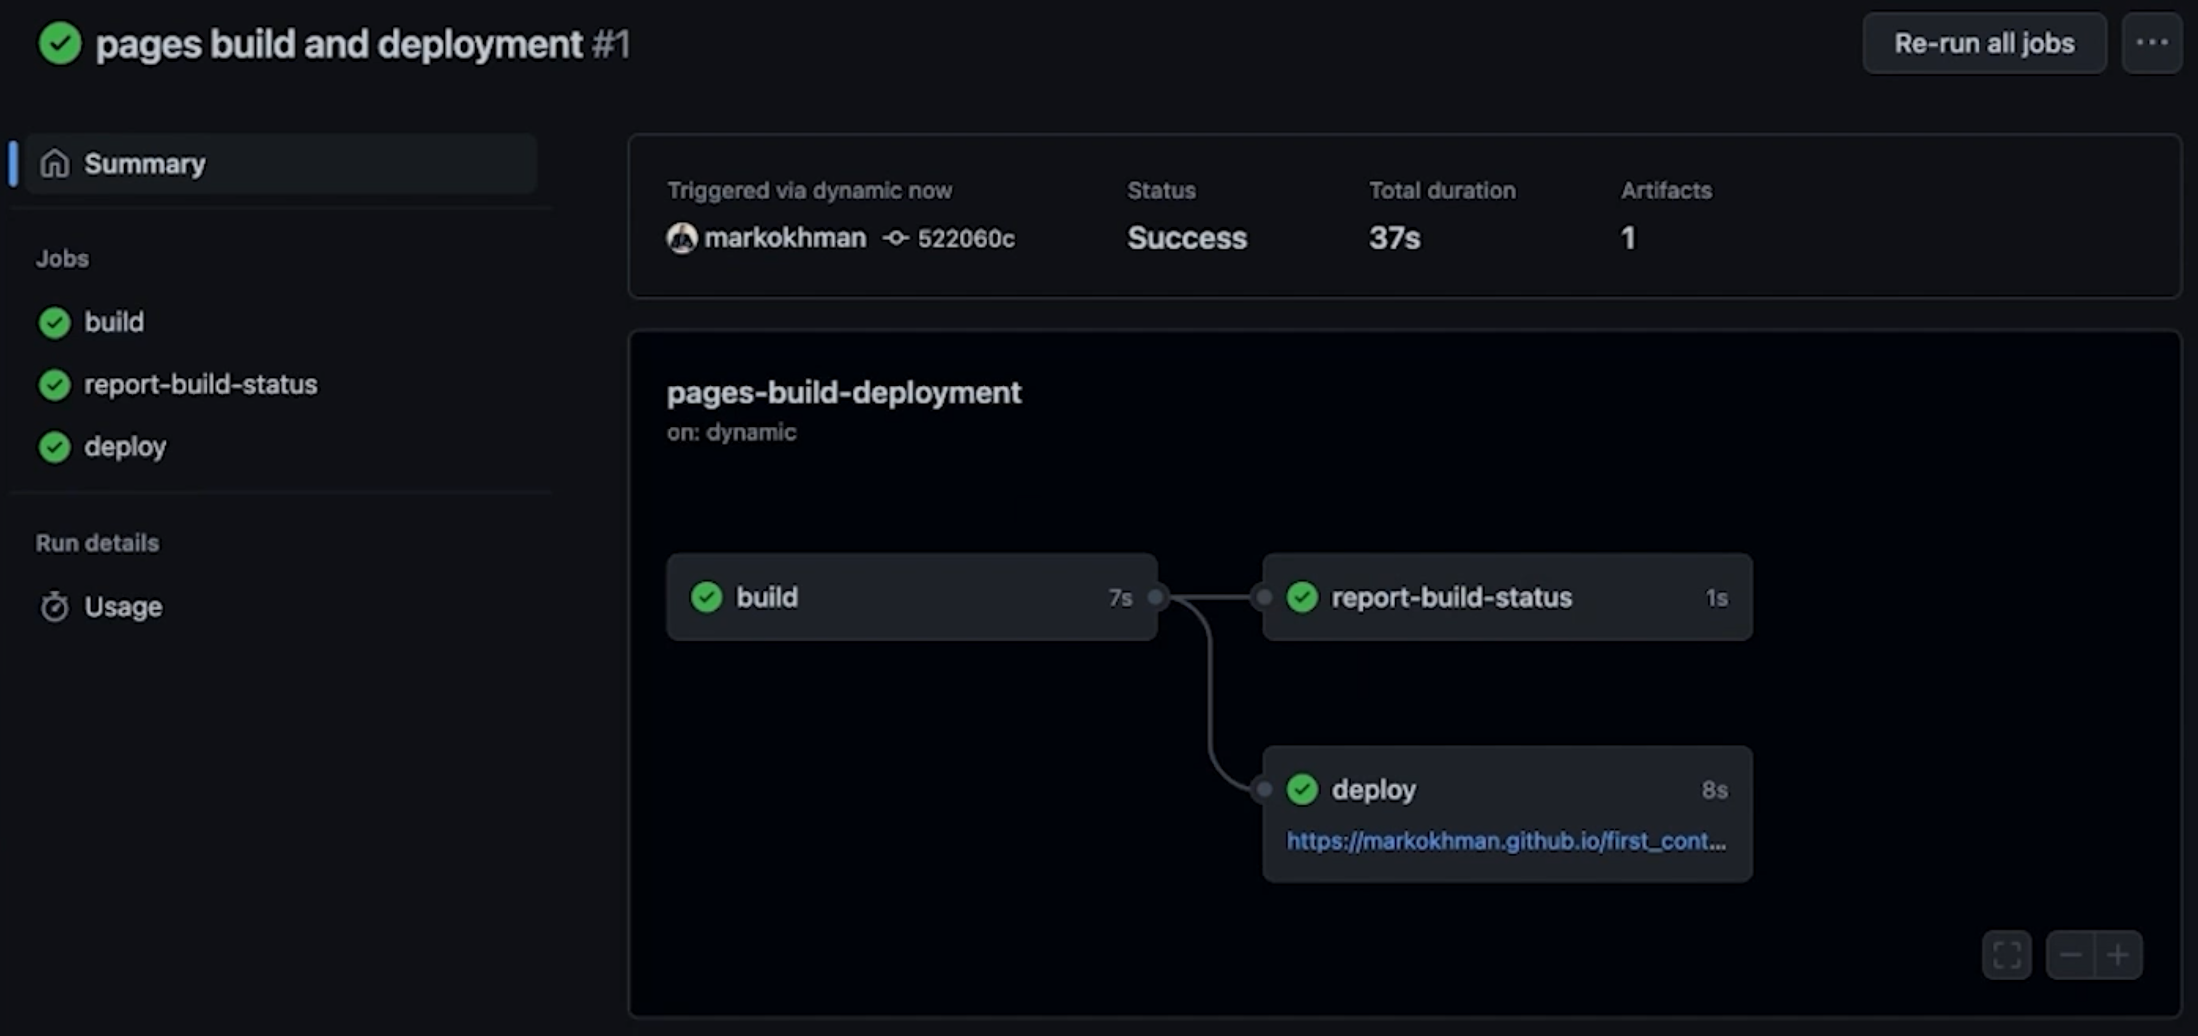 pages build and deployment #1
Re-run all jobs
Summary
Jobs
build
report-build-status
deploy
Run details
Usage
Triggered via dynamic now
markokhman 522060c
Status
Success
Total duration
37s
Artifacts
1
pages-build-deployment
on: dynamic
build 7s
report-build-status 1s
deploy 8s
https://markokhman.github.io/first_cont...